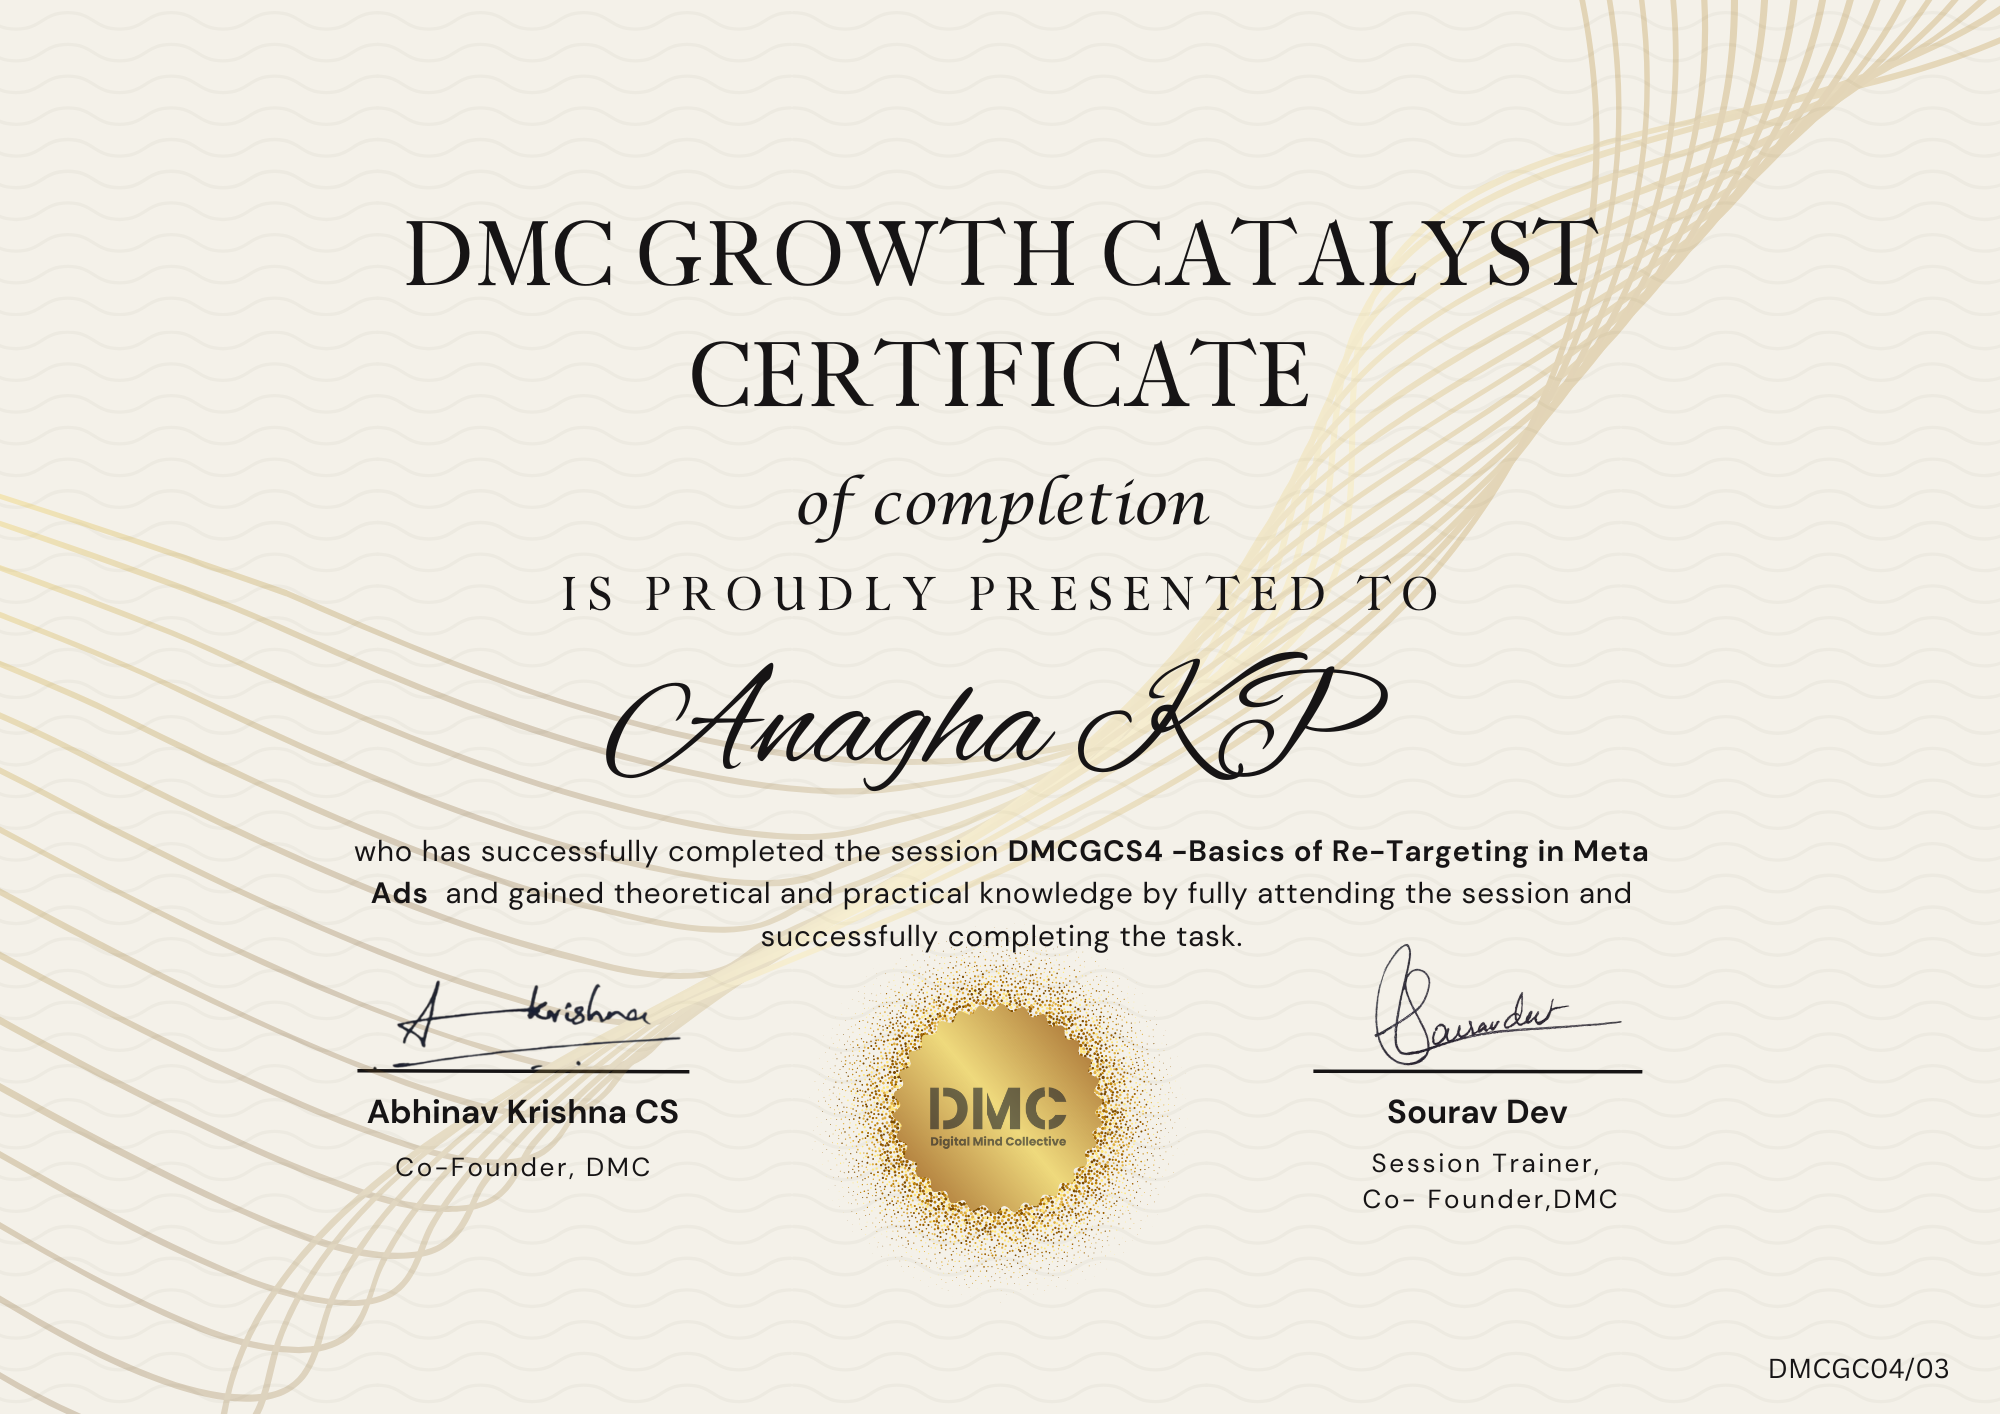 DMC GROWTH CATALYST
CERTIFICATE
of completion
IS PROUDLY PRESENTED TO
Anagha KP
who has successfully completed the session DMCGCS4 -Basics of Re-Targeting in Meta
Ads and gained theoretical and practical knowledge by fully attending the session and
successfully completing the task.
A krishna
Abhinav Krishna CS
Co-Founder, DMC
DMC
Digital Mind Collective
Souravdev
Sourav Dev
Session Trainer,
Co- Founder,DMC
DMCGC04/03